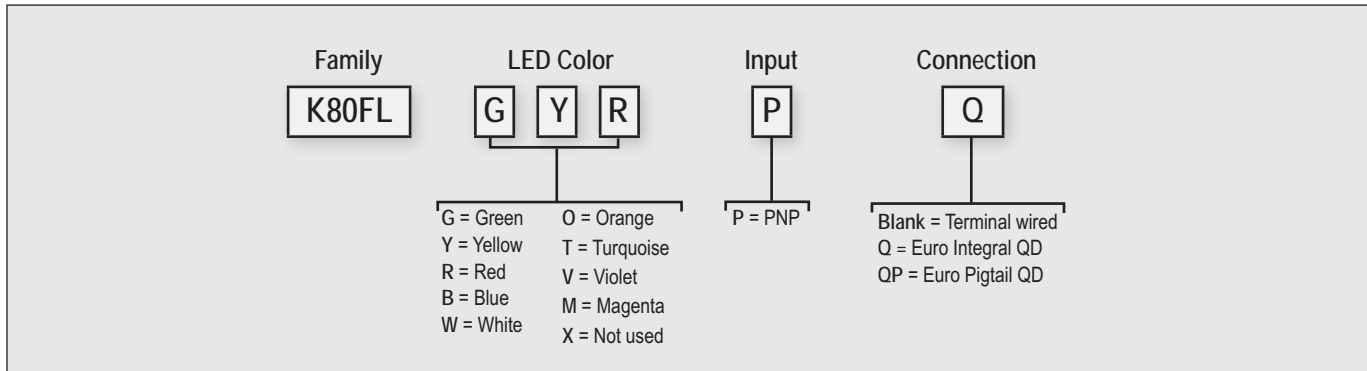 Family LED Color Input Connection
K80FL G Y R P Q
G = Green
Y = Yellow
R = Red
B = Blue
W = White
O = Orange
T = Turquoise
V = Violet
M = Magenta
X = Not used
P = PNP
Blank = Terminal wired
Q = Euro Integral QD
QP = Euro Pigtail QD